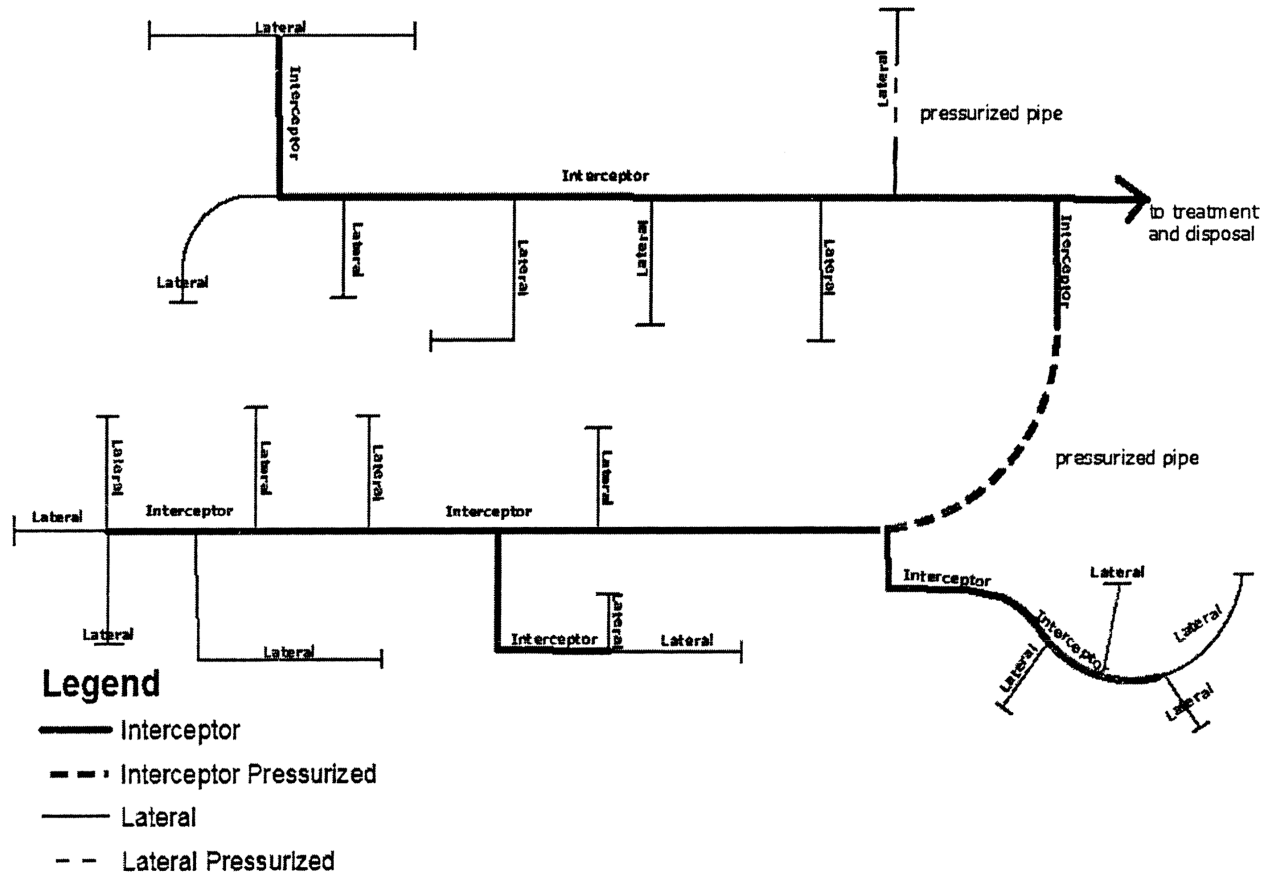 Lateral
Interceptor
Lateral
pressurized pipe
Interceptor
to treatment
and disposal
Lateral
Lateral
Lateral
Lateral
Lateral
Interceptor
pressurized pipe
Lateral
Lateral
Lateral
Lateral
Lateral
Interceptor
Interceptor
Lateral
Lateral
Interceptor
Lateral
Lateral
Interceptor
Interceptor
Lateral
Lateral
Lateral
Lateral
Legend
Interceptor
Interceptor Pressurized
Lateral
Lateral Pressurized